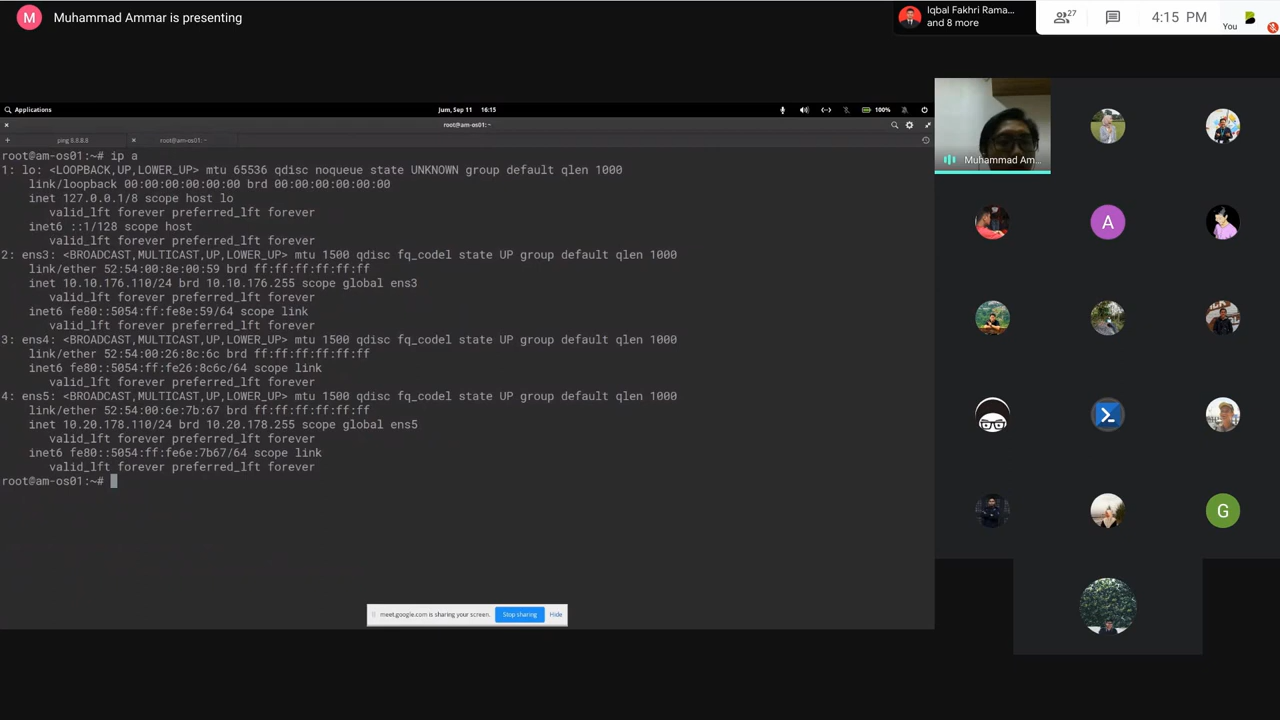 M
Muhammad Ammar is presenting
Iqbal Fakhri Rama...
and 8 more
27
4:15 PM
You
Applications
Jum, Sep 11 16:15
100%
root@am-os01: ~
ping 8.8.8.8
root@am-os01: ~
root@am-os01:~# ip a
1: lo: <LOOPBACK,UP,LOWER_UP> mtu 65536 qdisc noqueue state UNKNOWN group default qlen 1000
link/loopback 00:00:00:00:00:00 brd 00:00:00:00:00:00
inet 127.0.0.1/8 scope host lo
valid_lft forever preferred_lft forever
inet6 ::1/128 scope host
valid_lft forever preferred_lft forever
2: ens3: <BROADCAST,MULTICAST,UP,LOWER_UP> mtu 1500 qdisc fq_codel state UP group default qlen 1000
link/ether 52:54:00:8e:00:59 brd ff:ff:ff:ff:ff:ff
inet 10.10.176.110/24 brd 10.10.176.255 scope global ens3
valid_lft forever preferred_lft forever
inet6 fe80::5054:ff:fe8e:59/64 scope link
valid_lft forever preferred_lft forever
3: ens4: <BROADCAST,MULTICAST,UP,LOWER_UP> mtu 1500 qdisc fq_codel state UP group default qlen 1000
link/ether 52:54:00:26:8c:6c brd ff:ff:ff:ff:ff:ff
inet6 fe80::5054:ff:fe26:8c6c/64 scope link
valid_lft forever preferred_lft forever
4: ens5: <BROADCAST,MULTICAST,UP,LOWER_UP> mtu 1500 qdisc fq_codel state UP group default qlen 1000
link/ether 52:54:00:6e:7b:67 brd ff:ff:ff:ff:ff:ff
inet 10.20.178.110/24 brd 10.20.178.255 scope global ens5
valid_lft forever preferred_lft forever
inet6 fe80::5054:ff:fe6e:7b67/64 scope link
valid_lft forever preferred_lft forever
root@am-os01:~#
meet.google.com is sharing your screen.
Stop sharing
Hide
Muhammad Am...
A
G